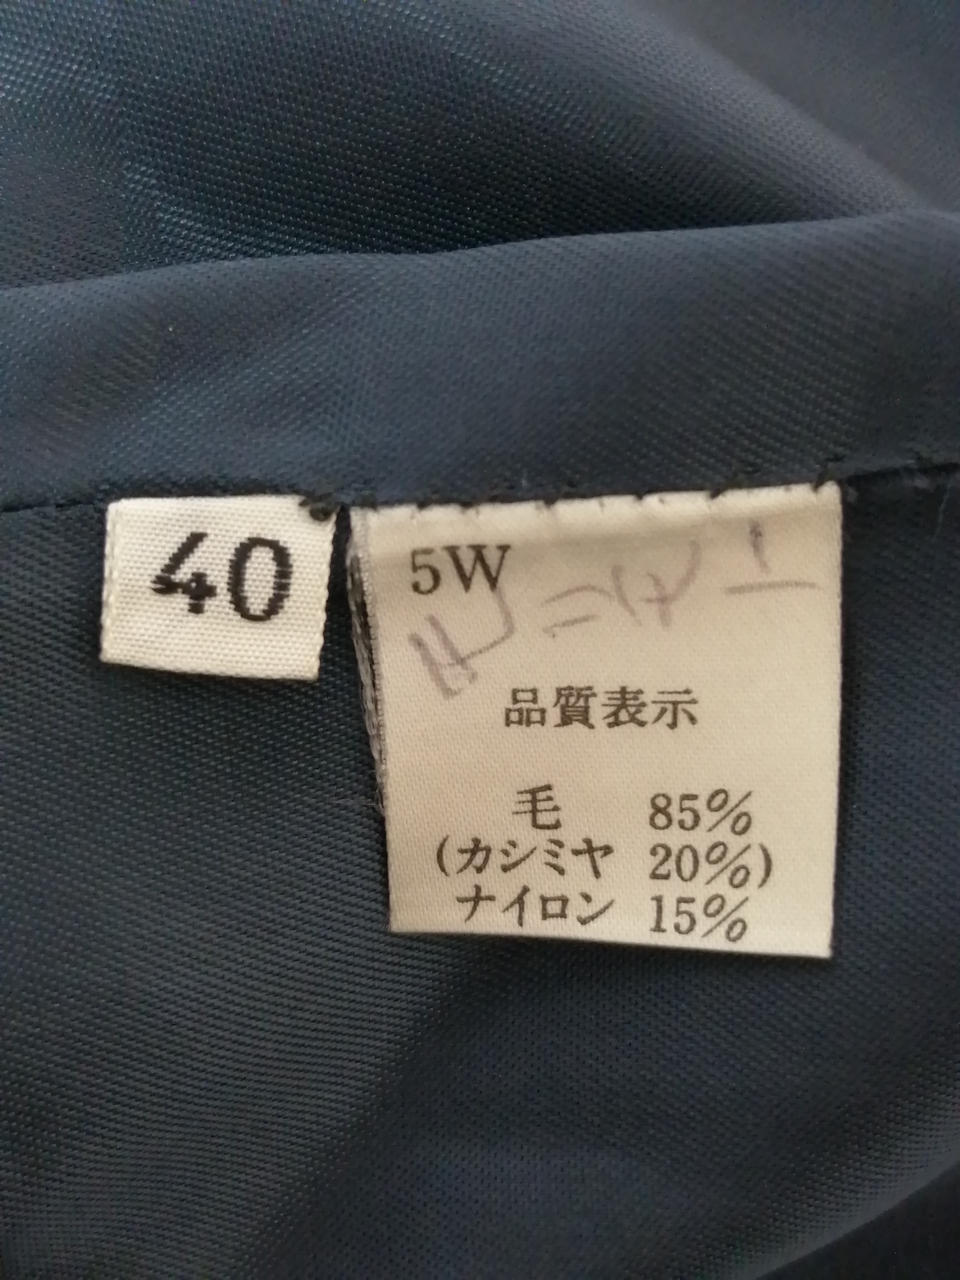 40
5W
品質表示
毛 85%
(カシミヤ 20%)
ナイロン 15%